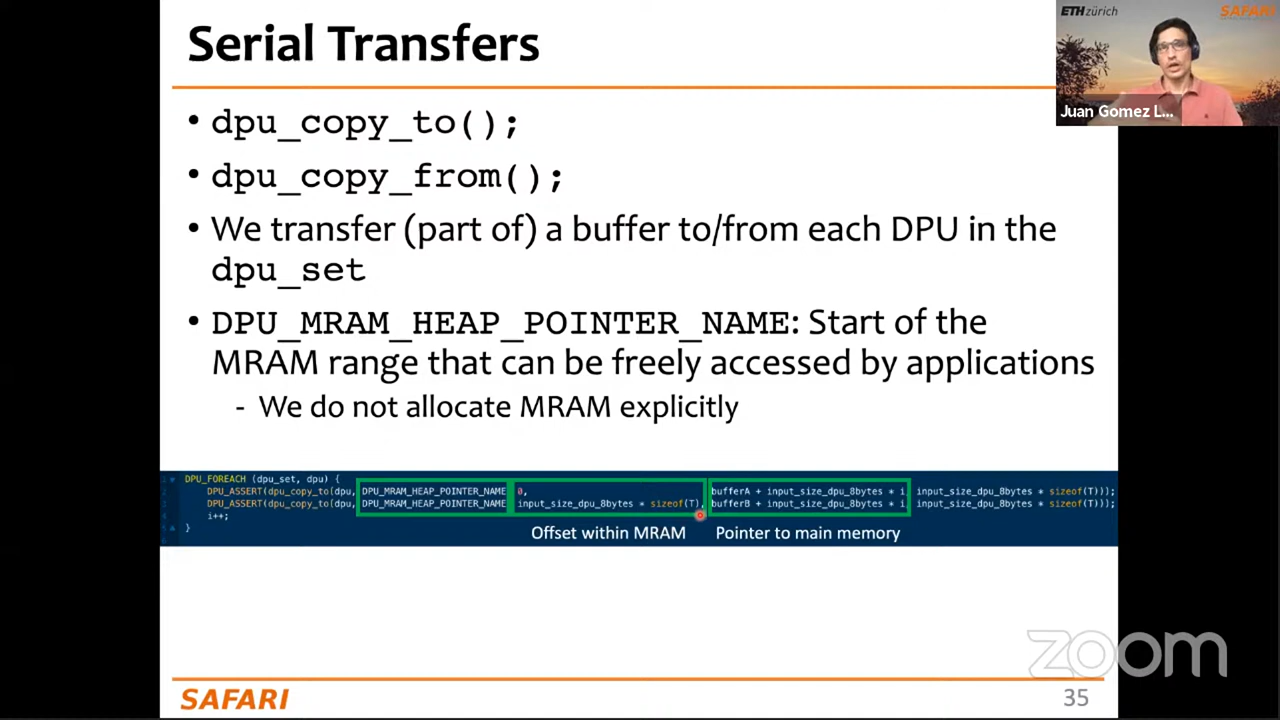 Serial Transfers
ETHzürich SAFARI
Juan Gomez L...
• dpu_copy_to();
• dpu_copy_from();
• We transfer (part of) a buffer to/from each DPU in the
dpu_set
• DPU_MRAM_HEAP_POINTER_NAME: Start of the
MRAM range that can be freely accessed by applications
- We do not allocate MRAM explicitly
DPU_FOREACH (dpu_set, dpu) {
DPU_ASSERT(dpu_copy_to(dpu, DPU_MRAM_HEAP_POINTER_NAME 0, bufferA + input_size_dpu_8bytes * i, input_size_dpu_8bytes * sizeof(T)));
DPU_ASSERT(dpu_copy_to(dpu, DPU_MRAM_HEAP_POINTER_NAME input_size_dpu_8bytes * sizeof(T), bufferB + input_size_dpu_8bytes * i, input_size_dpu_8bytes * sizeof(T)));
i++;
}
Offset within MRAM Pointer to main memory
zoom
SAFARI 35